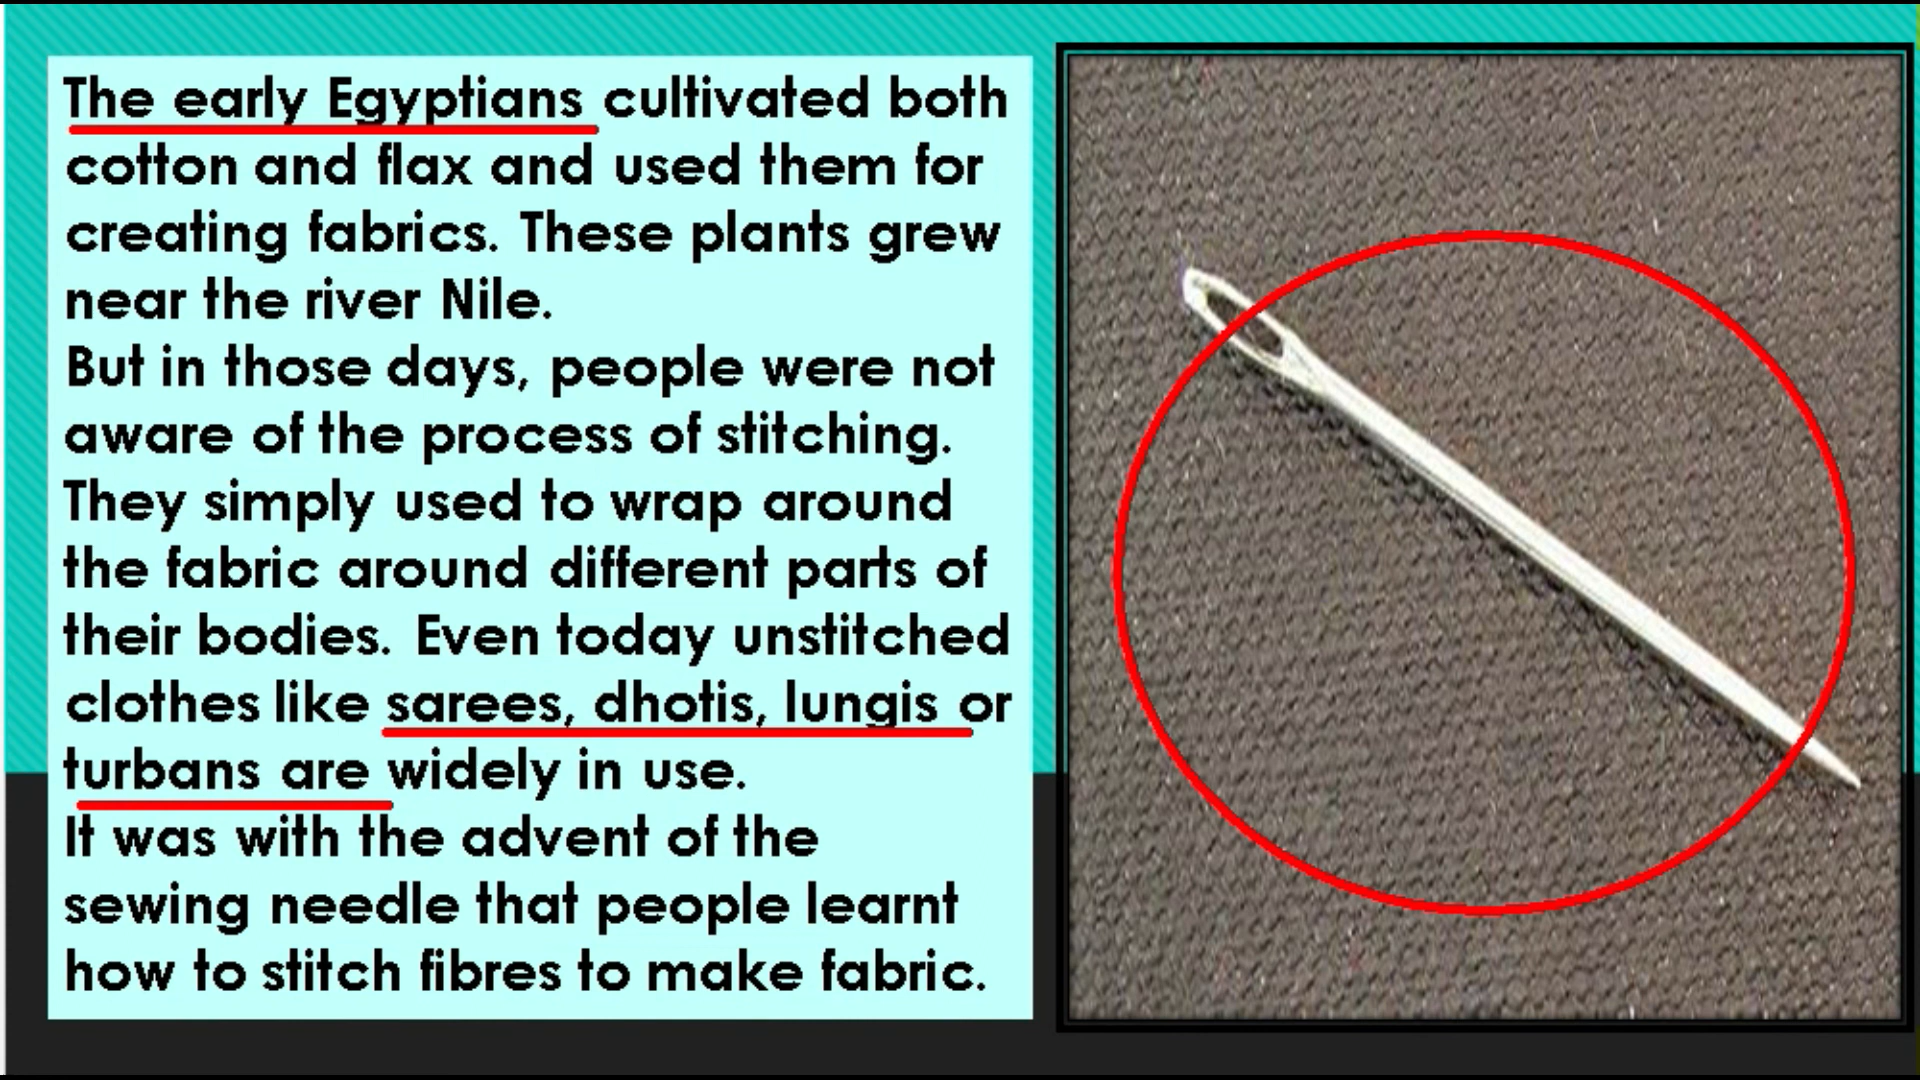 The early Egyptians cultivated both
cotton and flax and used them for
creating fabrics. These plants grew
near the river Nile.
But in those days, people were not
aware of the process of stitching.
They simply used to wrap around
the fabric around different parts of
their bodies. Even today unstitched
clothes like sarees, dhotis, lungis or
turbans are widely in use.
It was with the advent of the
sewing needle that people learnt
how to stitch fibres to make fabric.